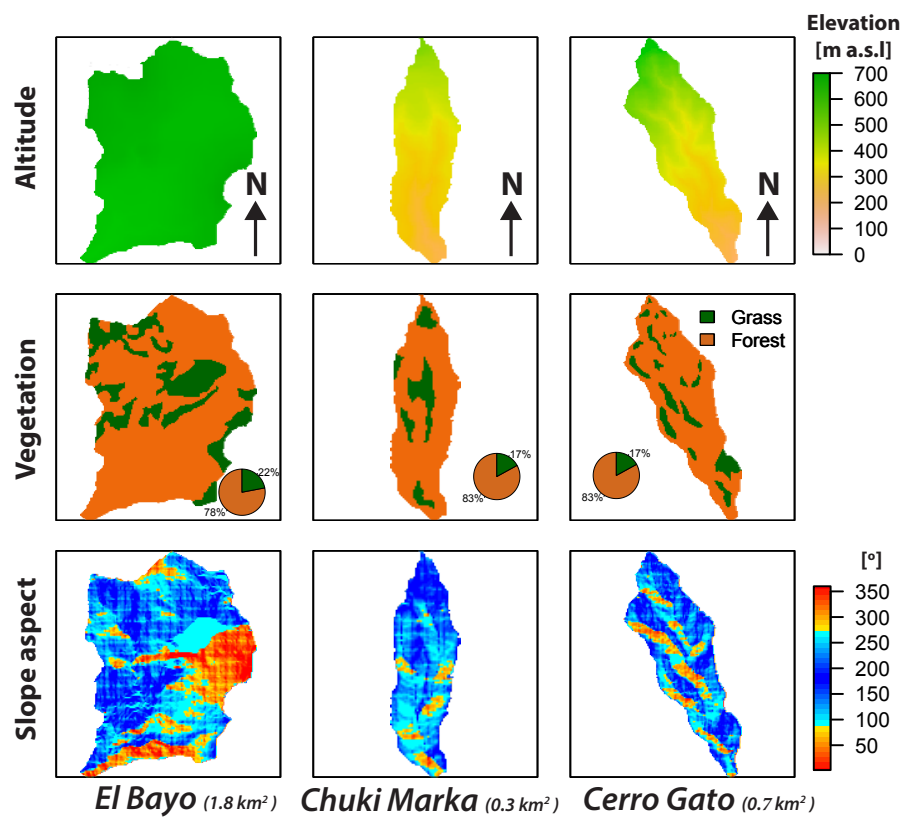 Elevation
[m a.s.l]
Altitude
N
N
N
700
600
500
400
300
200
100
0
Vegetation
Grass
Forest
22%
78%
17%
83%
17%
83%
Slope aspect
[º]
350
300
250
200
150
100
50
El Bayo (1.8 km²) Chuki Marka (0.3 km²) Cerro Gato (0.7 km²)